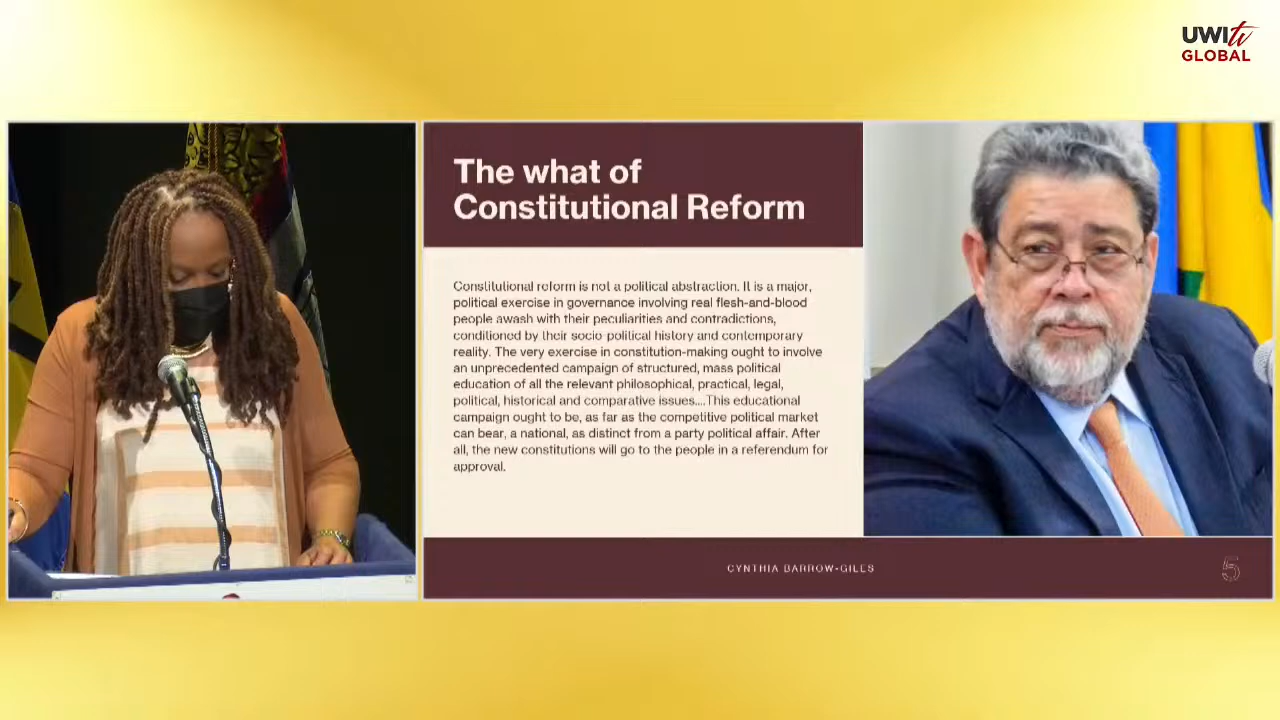 UWItv
GLOBAL
The what of
Constitutional Reform
Constitutional reform is not a political abstraction. It is a major,
political exercise in governance involving real flesh-and-blood
people awash with their peculiarities and contradictions,
conditioned by their socio-political history and contemporary
reality. The very exercise in constitution-making ought to involve
an unprecedented campaign of structured, mass political
education of all the relevant philosophical, practical, legal,
political, historical and comparative issues....This educational
campaign ought to be, as far as the competitive political market
can bear, a national, as distinct from a party political affair. After
all, the new constitutions will go to the people in a referendum for
approval.
CYNTHIA BARROW-GILES
5